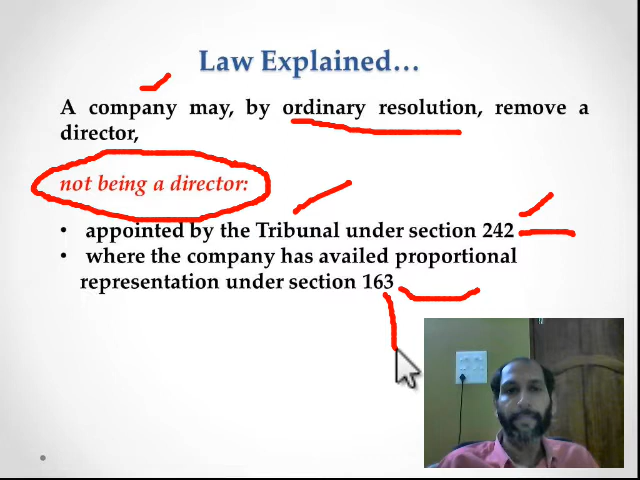 Law Explained…
A company may, by ordinary resolution, remove a
director,
not being a director:
• appointed by the Tribunal under section 242
• where the company has availed proportional
representation under section 163